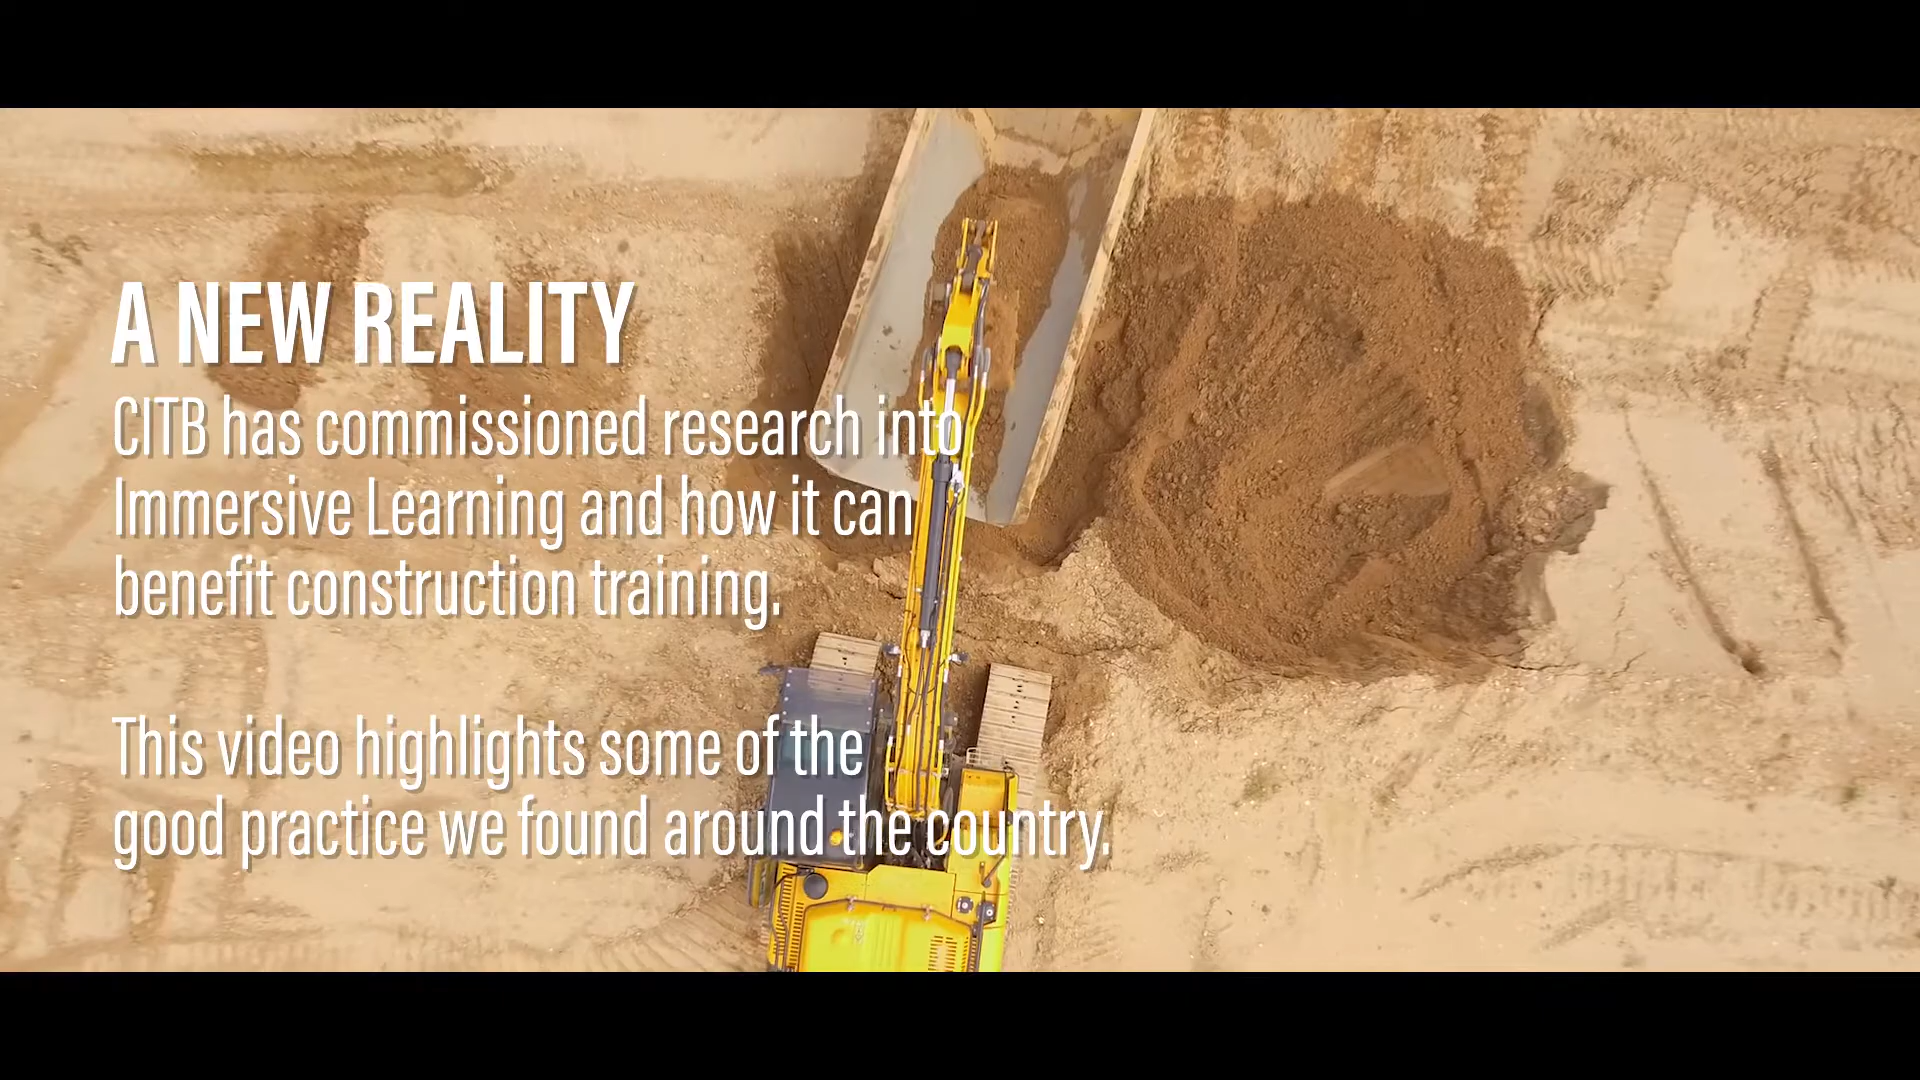 A NEW REALITY
CITB has commissioned research into
Immersive Learning and how it can
benefit construction training.
This video highlights some of the
good practice we found around the country.